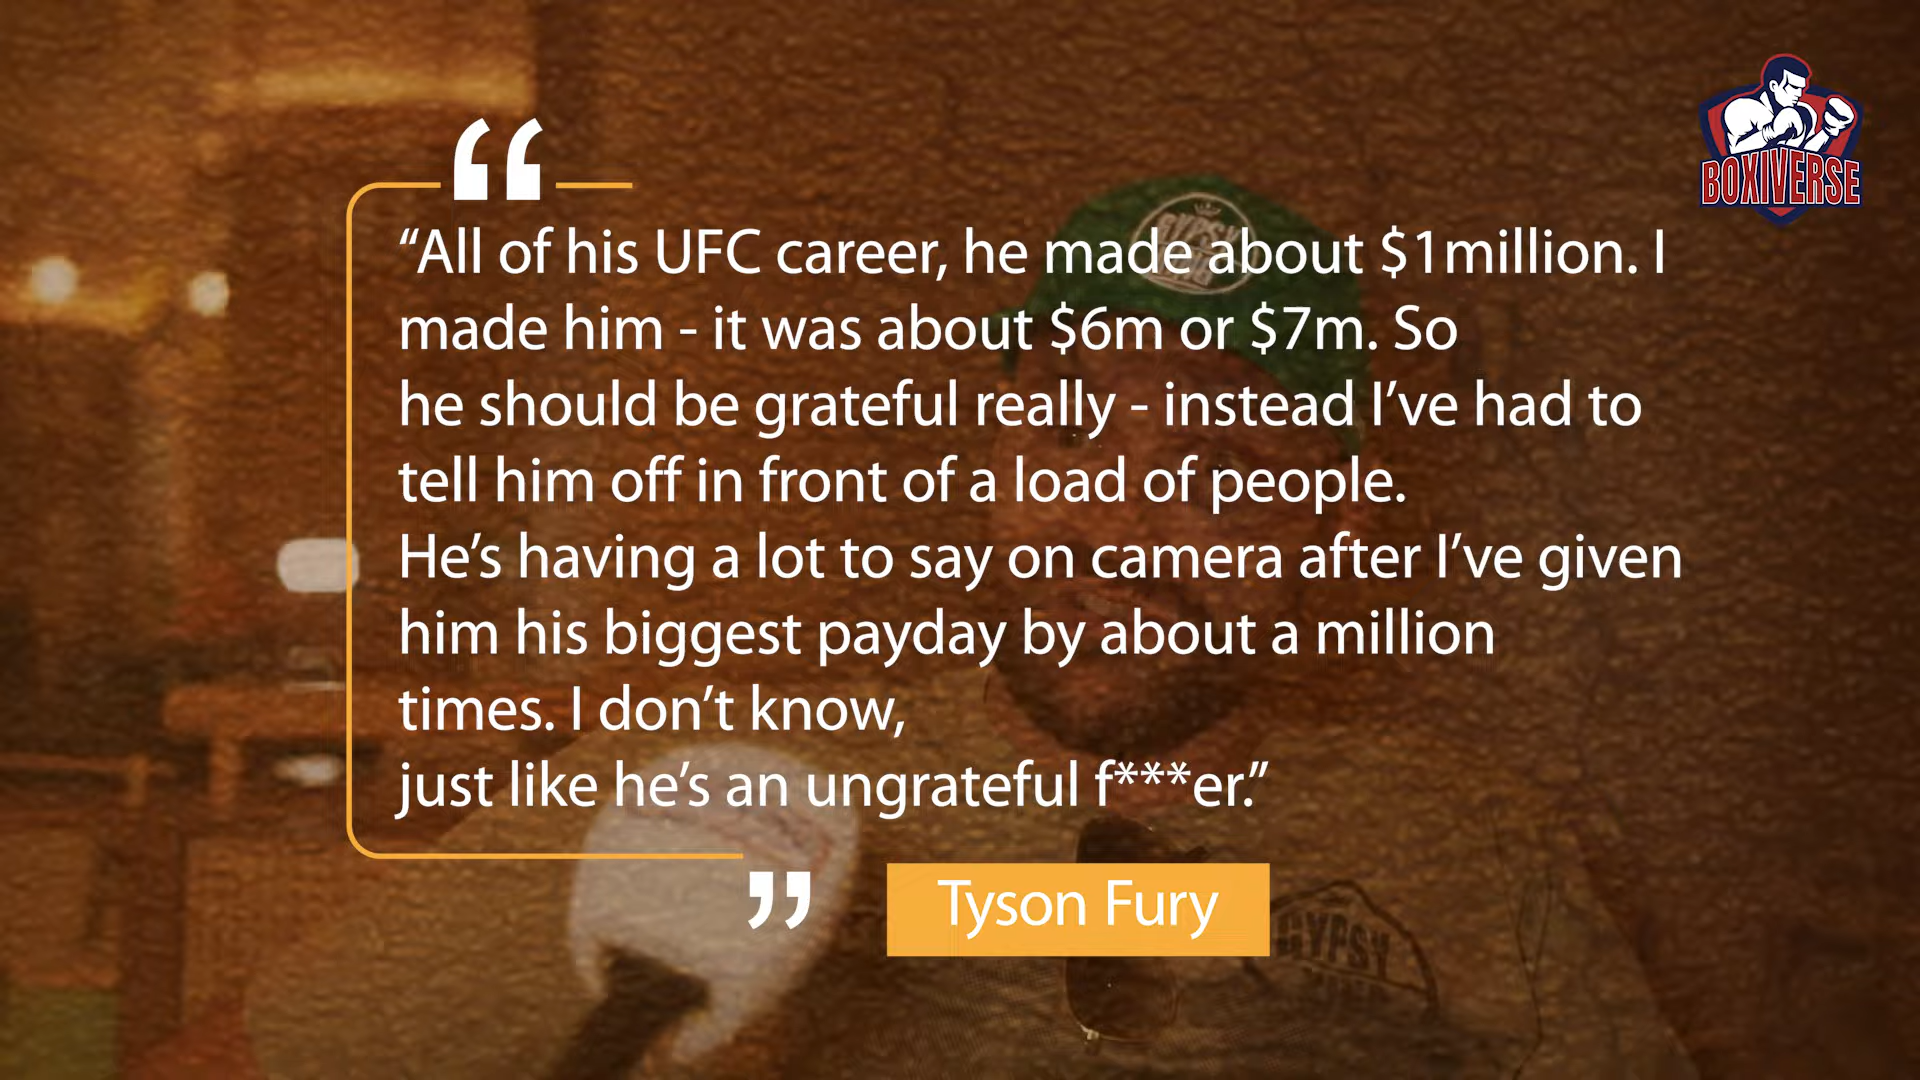 BOXIVERSE
“All of his UFC career, he made about $1million. I
made him - it was about $6m or $7m. So
he should be grateful really - instead I’ve had to
tell him off in front of a load of people.
He’s having a lot to say on camera after I’ve given
him his biggest payday by about a million
times. I don’t know,
just like he’s an ungrateful f***er.”
Tyson Fury
GYPSY
GYPSY